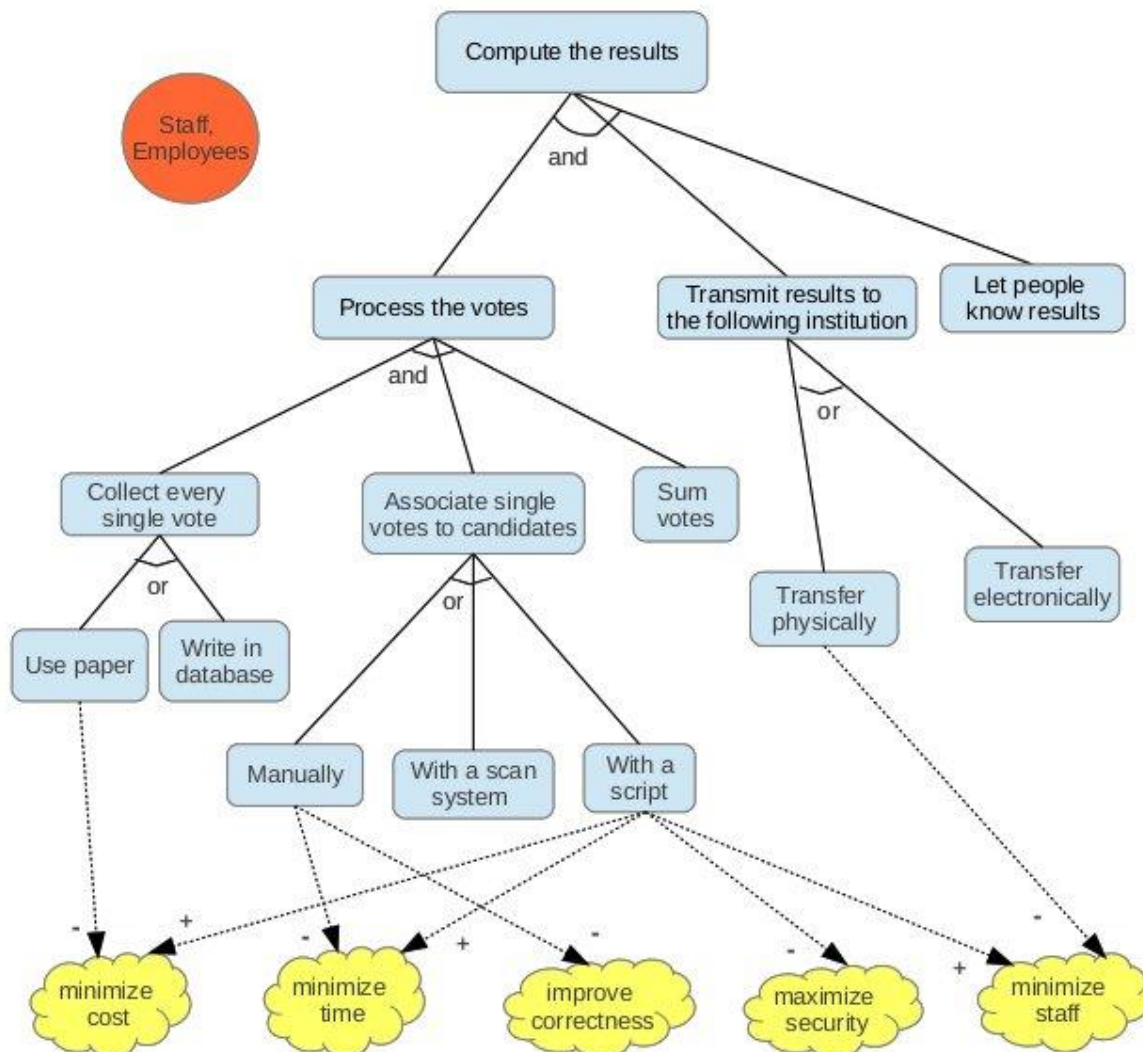 Compute the results
Staff,
Employees
and
Process the votes
Transmit results to
the following institution
Let people
know results
and
or
Collect every
single vote
Associate single
votes to candidates
Sum
votes
or
or
Use paper
Write in
database
Transfer
physically
Transfer
electronically
Manually
With a scan
system
With a
script
-
+
-
+
-
-
+
-
minimize
cost
minimize
time
improve
correctness
maximize
security
minimize
staff